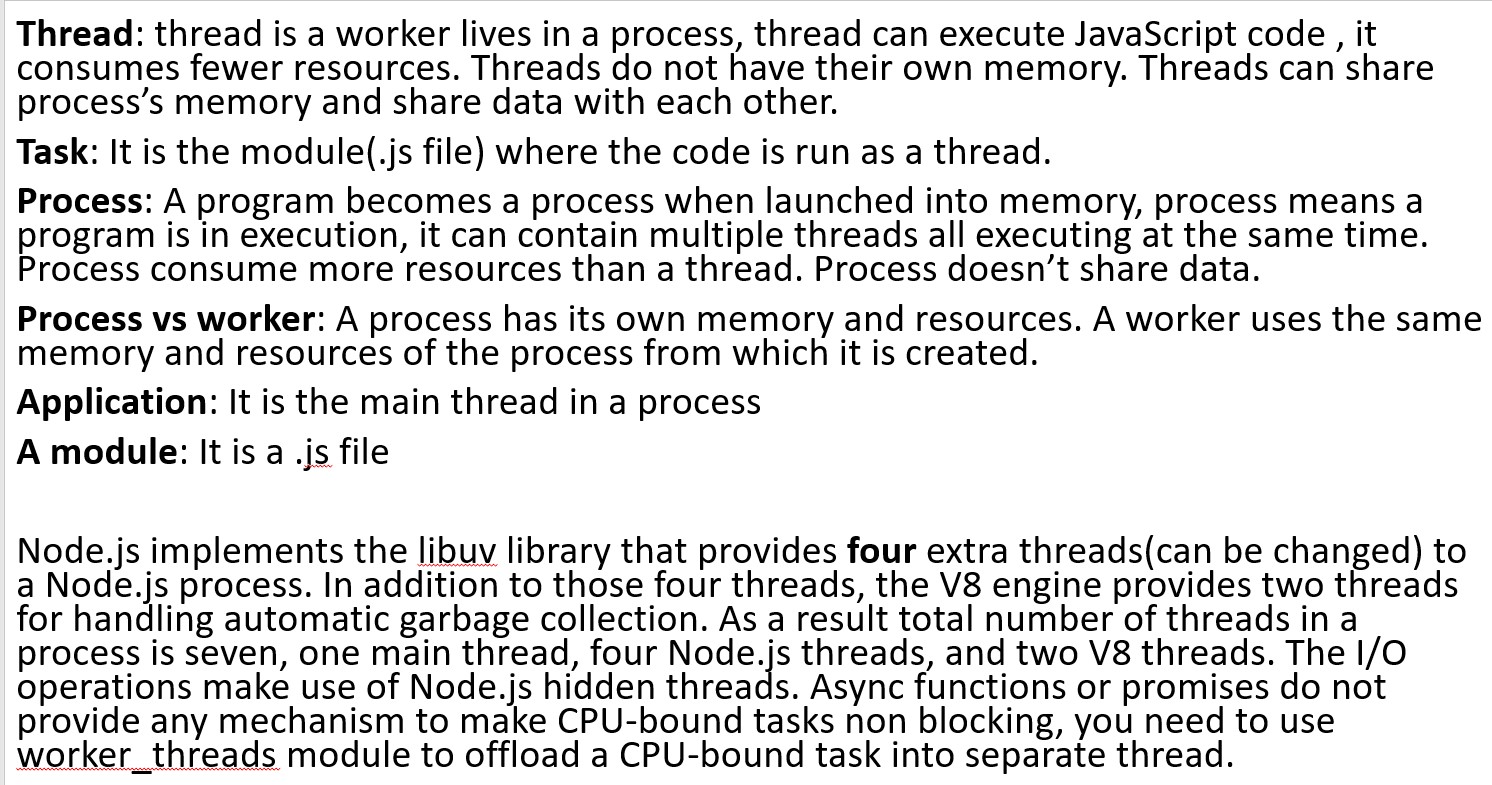 Thread: thread is a worker lives in a process, thread can execute JavaScript code , it
consumes fewer resources. Threads do not have their own memory. Threads can share
process’s memory and share data with each other.
Task: It is the module(.js file) where the code is run as a thread.
Process: A program becomes a process when launched into memory, process means a
program is in execution, it can contain multiple threads all executing at the same time.
Process consume more resources than a thread. Process doesn’t share data.
Process vs worker: A process has its own memory and resources. A worker uses the same
memory and resources of the process from which it is created.
Application: It is the main thread in a process
A module: It is a .js file
Node.js implements the libuv library that provides four extra threads(can be changed) to
a Node.js process. In addition to those four threads, the V8 engine provides two threads
for handling automatic garbage collection. As a result total number of threads in a
process is seven, one main thread, four Node.js threads, and two V8 threads. The I/O
operations make use of Node.js hidden threads. Async functions or promises do not
provide any mechanism to make CPU-bound tasks non blocking, you need to use
worker_threads module to offload a CPU-bound task into separate thread.